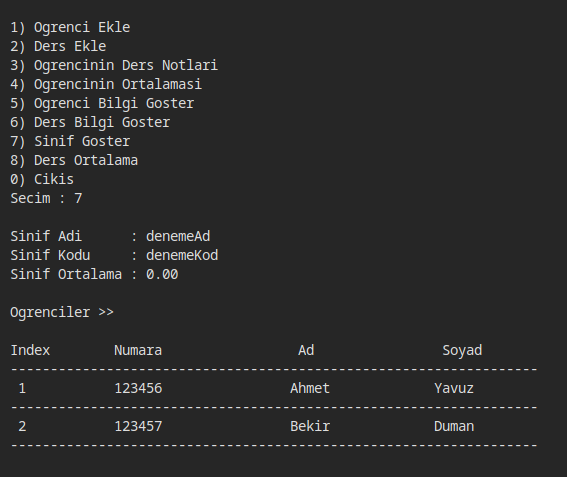 1) Ogrenci Ekle
2) Ders Ekle
3) Ogrencinin Ders Notlari
4) Ogrencinin Ortalamasi
5) Ogrenci Bilgi Goster
6) Ders Bilgi Goster
7) Sinif Goster
8) Ders Ortalama
0) Cikis
Secim : 7
Sinif Adi      : denemeAd
Sinif Kodu     : denemeKod
Sinif Ortalama : 0.00
Ogrenciler >>
Index        Numara                 Ad                Soyad
------------------------------------------------------------------
 1           123456                Ahmet             Yavuz
------------------------------------------------------------------
 2           123457                Bekir             Duman
------------------------------------------------------------------